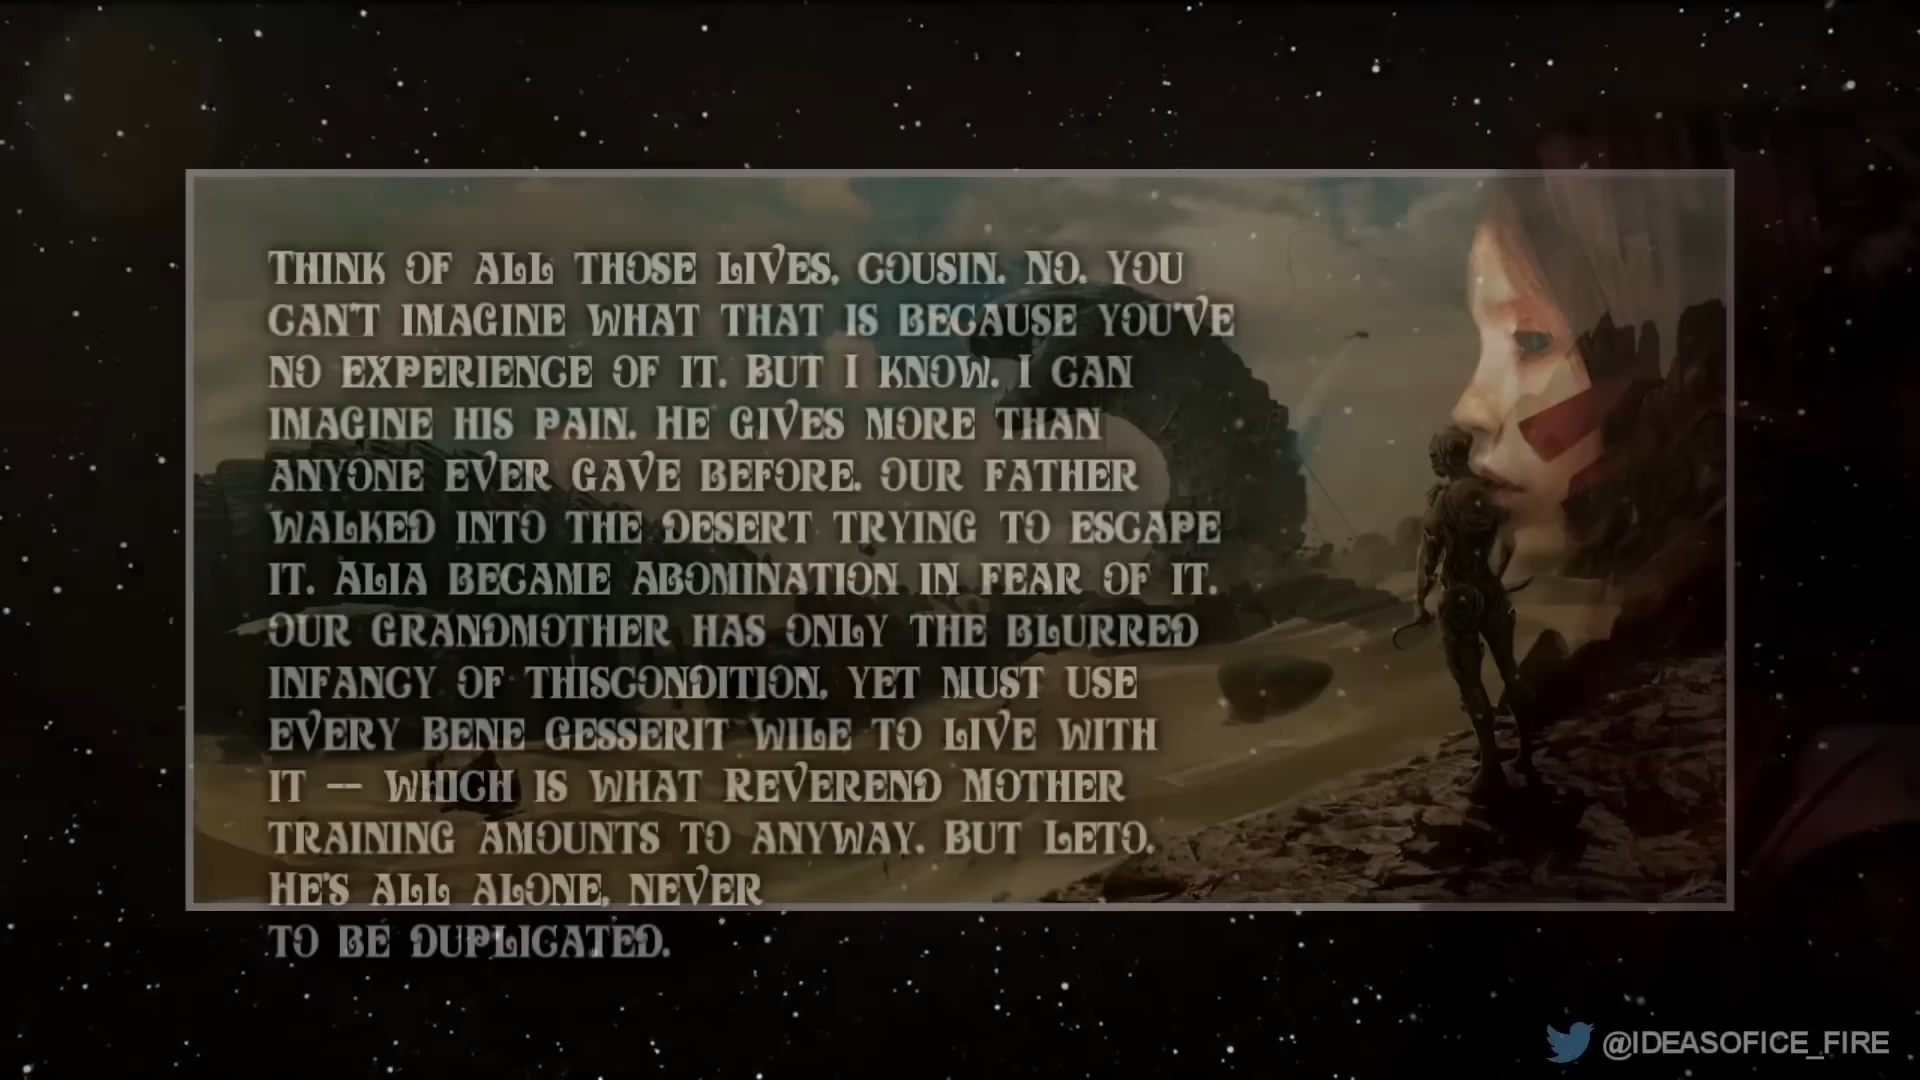 THINK OF ALL THOSE LIVES, COUSIN. NO. YOU
CAN'T IMAGINE WHAT THAT IS BECAUSE YOU'VE
NO EXPERIENCE OF IT. BUT I KNOW. I CAN
IMAGINE HIS PAIN. HE GIVES MORE THAN
ANYONE EVER GAVE BEFORE. OUR FATHER
WALKED INTO THE DESERT TRYING TO ESCAPE
IT. ALIA BECAME ABOMINATION IN FEAR OF IT.
OUR GRANDMOTHER HAS ONLY THE BLURRED
INFANCY OF THISCONDITION, YET MUST USE
EVERY BENE GESSERIT WILE TO LIVE WITH
IT -- WHICH IS WHAT REVEREND MOTHER
TRAINING AMOUNTS TO ANYWAY. BUT LETO.
HE'S ALL ALONE, NEVER
TO BE DUPLICATED.
@IDEASOFICE_FIRE